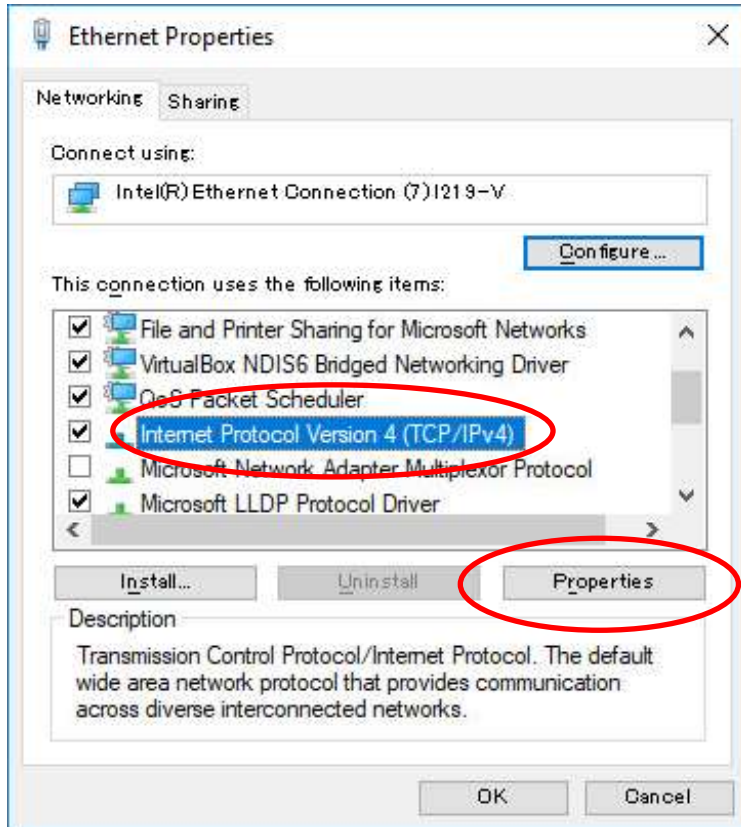 Ethernet Properties
Networking
Sharing
Connect using:
Intel(R) Ethernet Connection (7) I219-V
Configure...
This connection uses the following items:
File and Printer Sharing for Microsoft Networks
VirtualBox NDIS6 Bridged Networking Driver
QoS Packet Scheduler
Internet Protocol Version 4 (TCP/IPv4)
Microsoft Network Adapter Multiplexor Protocol
Microsoft LLDP Protocol Driver
Install...
Uninstall
Properties
Description
Transmission Control Protocol/Internet Protocol. The default
wide area network protocol that provides communication
across diverse interconnected networks.
OK
Cancel